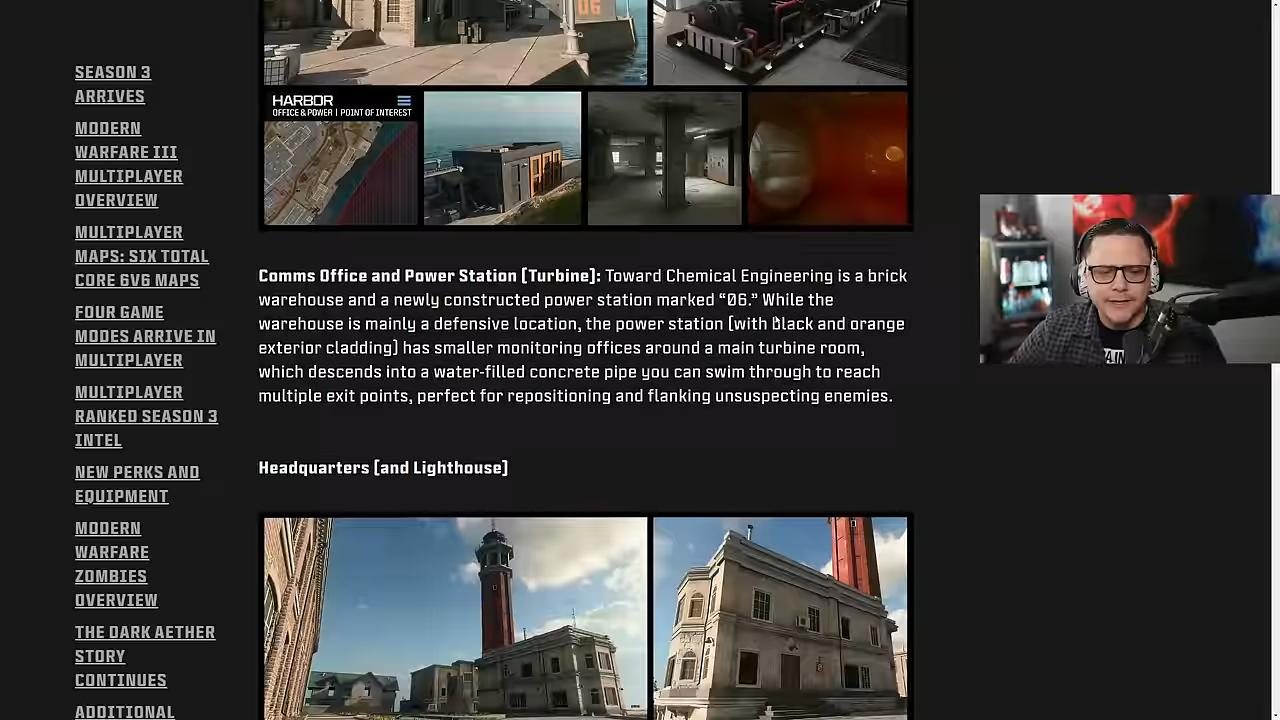 SEASON 3
ARRIVES
MODERN
WARFARE III
MULTIPLAYER
OVERVIEW
MULTIPLAYER
MAPS: SIX TOTAL
CORE 6V6 MAPS
FOUR GAME
MODES ARRIVE IN
MULTIPLAYER
MULTIPLAYER
RANKED SEASON 3
INTEL
NEW PERKS AND
EQUIPMENT
MODERN
WARFARE
ZOMBIES
OVERVIEW
THE DARK AETHER
STORY
CONTINUES
ADDITIONAL
06
HARBOR
OFFICE & POWER | POINT OF INTEREST
Comms Office and Power Station [Turbine]: Toward Chemical Engineering is a brick
warehouse and a newly constructed power station marked “06.” While the
warehouse is mainly a defensive location, the power station [with black and orange
exterior cladding] has smaller monitoring offices around a main turbine room,
which descends into a water-filled concrete pipe you can swim through to reach
multiple exit points, perfect for repositioning and flanking unsuspecting enemies.
Headquarters [and Lighthouse]